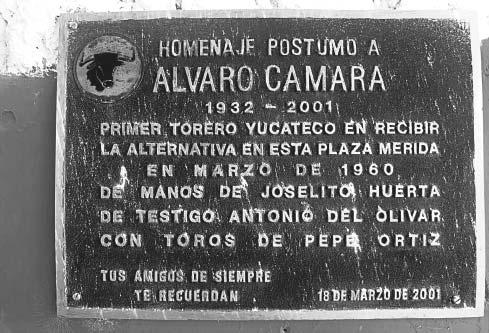 HOMENAJE POSTUMO A
ALVARO CAMARA
1932 - 2001
PRIMER TORERO YUCATECO EN RECIBIR
LA ALTERNATIVA EN ESTA PLAZA MERIDA
EN MARZO DE 1960
DE MANOS DE JOSELITO HUERTA
DE TESTIGO ANTONIO DEL OLIVAR
CON TOROS DE PEPE ORTIZ
TUS AMIGOS DE SIEMPRE
TE RECUERDAN
18 DE MARZO DE 2001